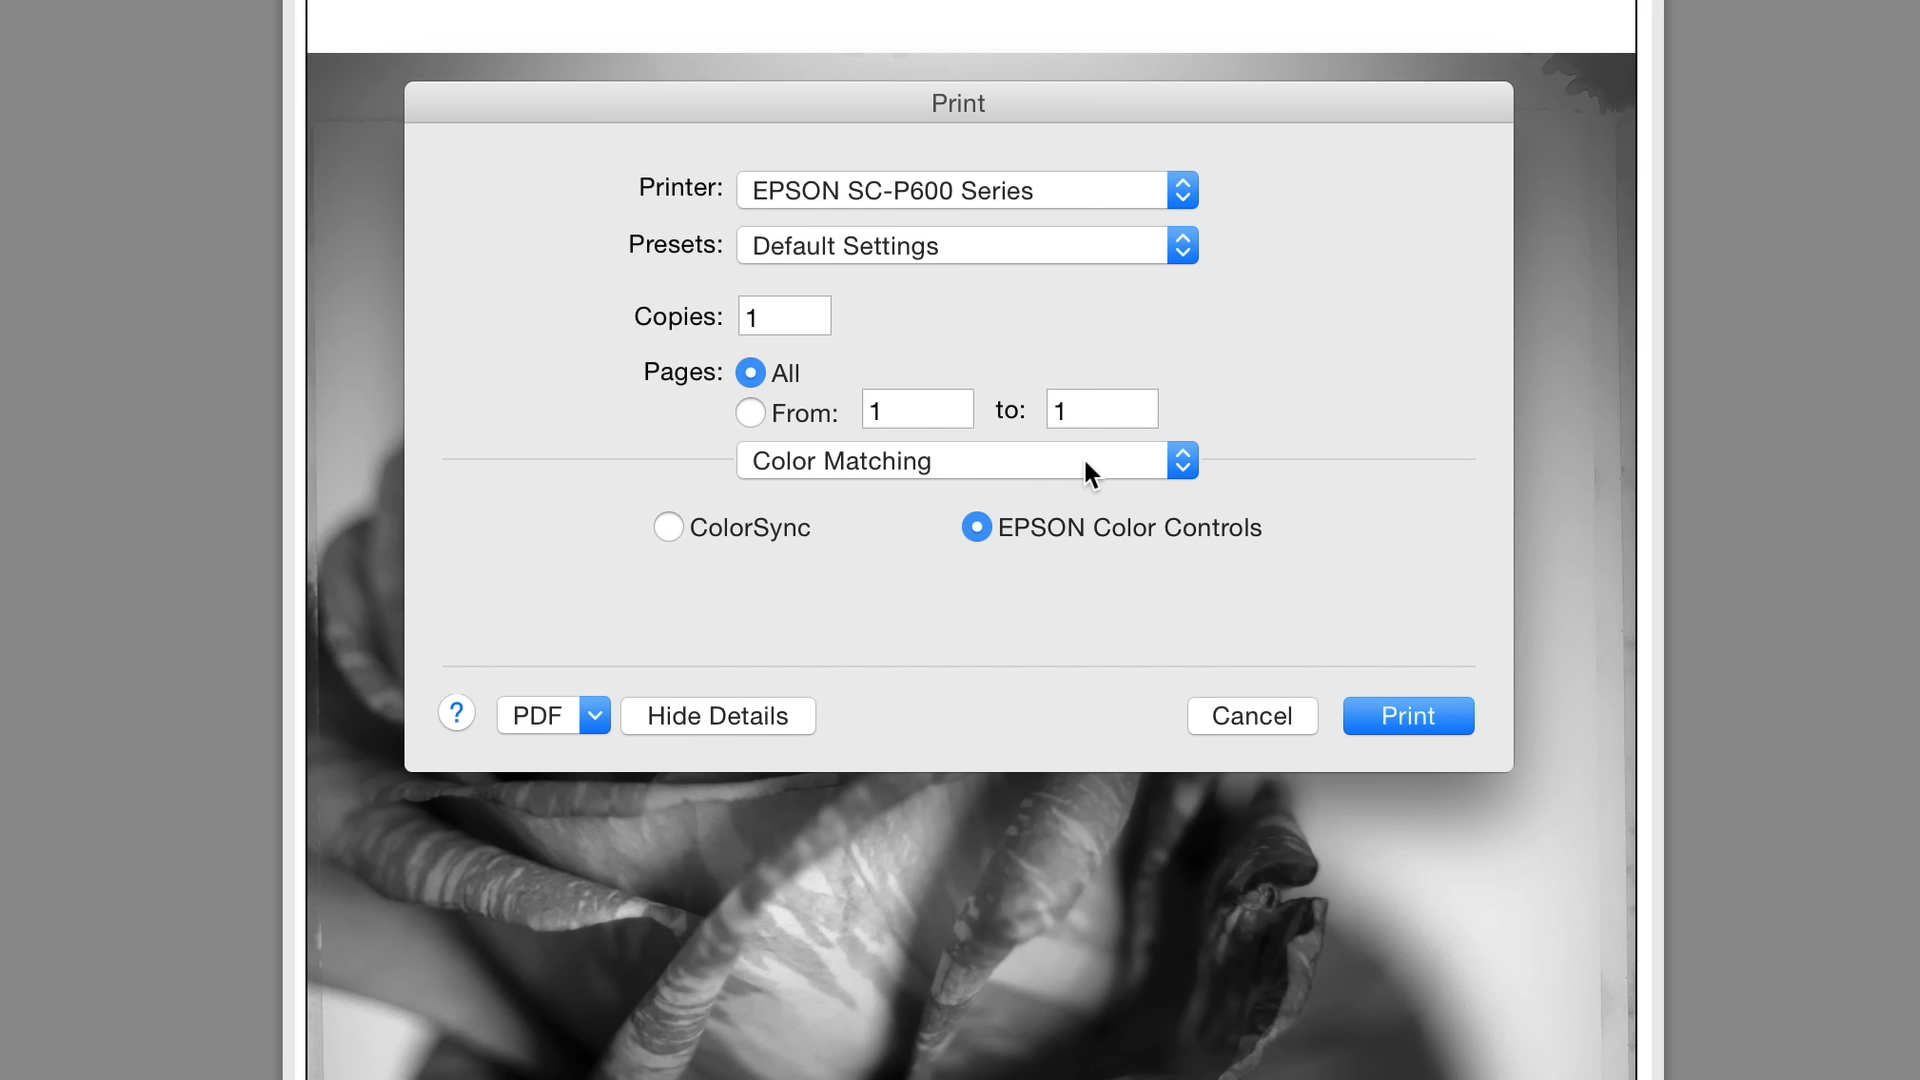 Print
Printer: EPSON SC-P600 Series
Presets: Default Settings
Copies: 1
Pages: All
From: 1 to: 1
Color Matching
ColorSync EPSON Color Controls
? PDF Hide Details Cancel Print